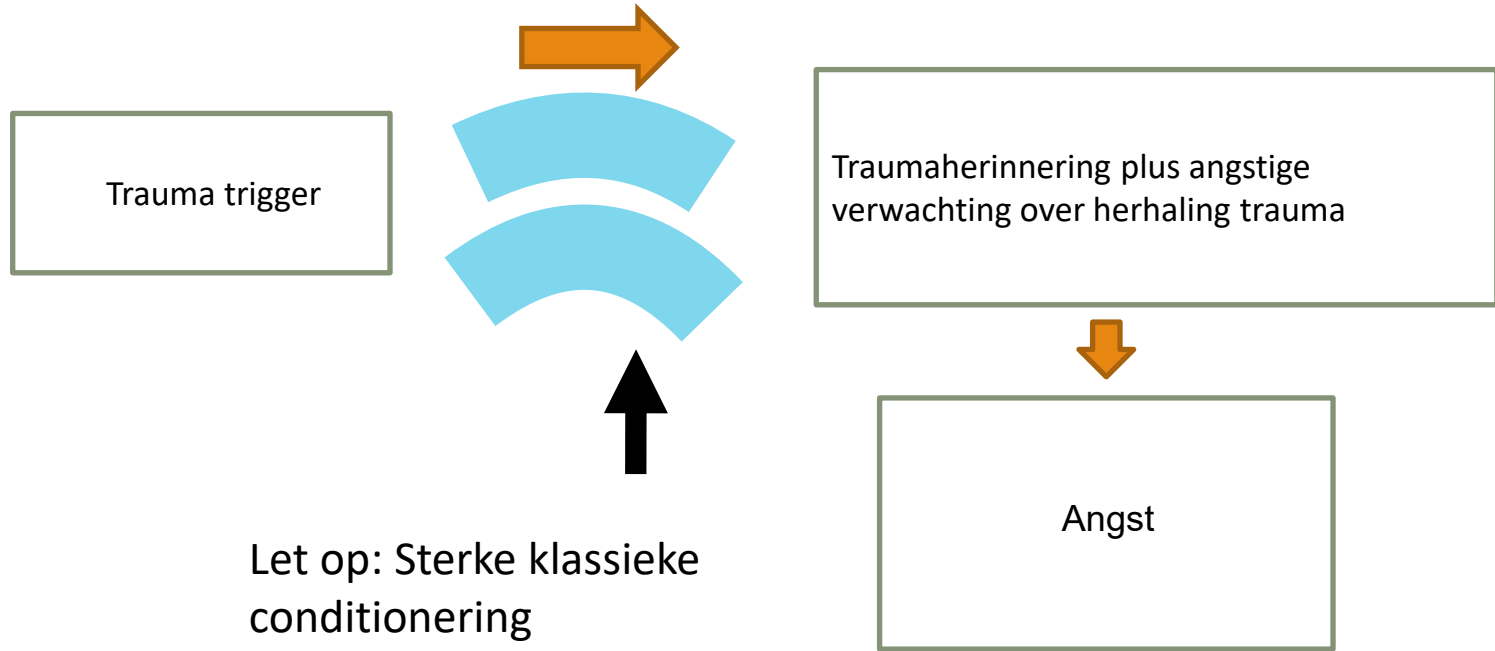 Trauma trigger
Traumaherinnering plus angstige
verwachting over herhaling trauma
Angst
Let op: Sterke klassieke
conditionering